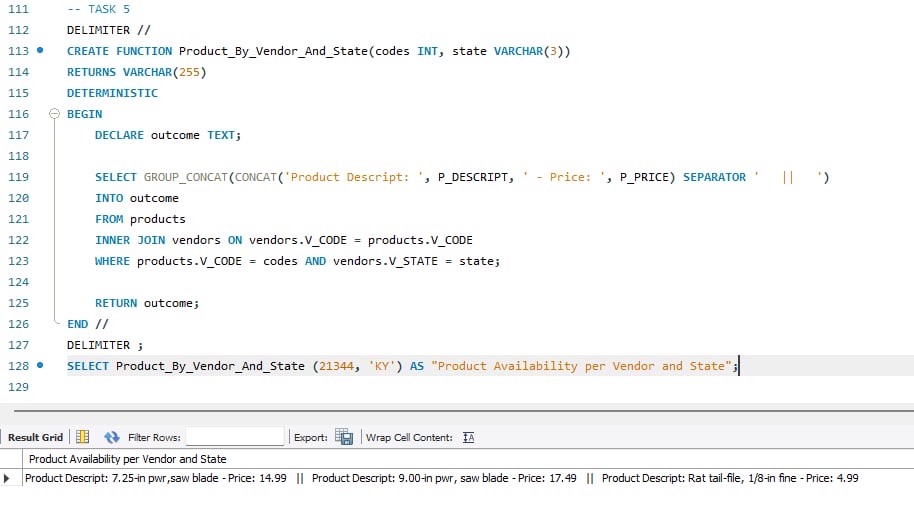 111 -- TASK 5
112 DELIMITER //
113 CREATE FUNCTION Product_By_Vendor_And_State(codes INT, state VARCHAR(3))
114 RETURNS VARCHAR(255)
115 DETERMINISTIC
116 BEGIN
117 DECLARE outcome TEXT;
118
119 SELECT GROUP_CONCAT(CONCAT('Product Descript: ', P_DESCRIPT, ' - Price: ', P_PRICE) SEPARATOR '   ||   ')
120 INTO outcome
121 FROM products
122 INNER JOIN vendors ON vendors.V_CODE = products.V_CODE
123 WHERE products.V_CODE = codes AND vendors.V_STATE = state;
124
125 RETURN outcome;
126 END //
127 DELIMITER ;
128 SELECT Product_By_Vendor_And_State (21344, 'KY') AS "Product Availability per Vendor and State";
129
Result Grid Filter Rows: Export: Wrap Cell Content: IA
Product Availability per Vendor and State
Product Descript: 7.25-in pwr,saw blade - Price: 14.99   ||   Product Descript: 9.00-in pwr, saw blade - Price: 17.49   ||   Product Descript: Rat tail-file, 1/8-in fine - Price: 4.99